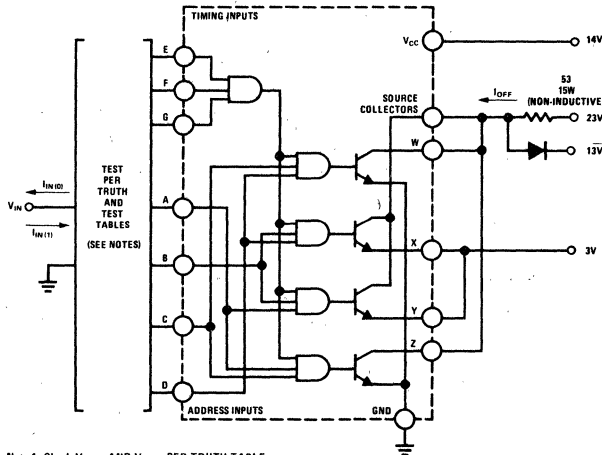 TIMING INPUTS
E
F
G
VCC
14V
SOURCE
COLLECTORS
IOFF
53
15W
(NON-INDUCTIVE
23V
13V
W
TEST
PER
TRUTH
AND
TEST
TABLES
(SEE NOTES)
IIN(0)
VIN
IIN(1)
A
B
C
D
X
3V
Y
Z
ADDRESS INPUTS
GND